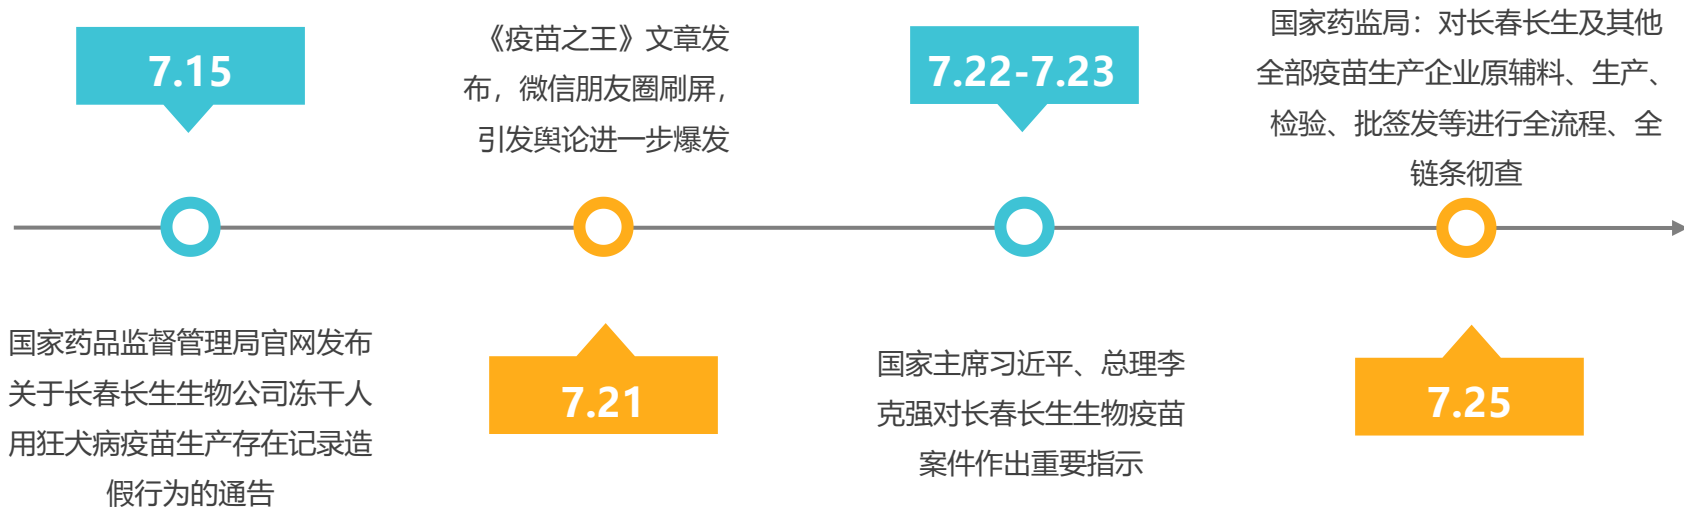 7.15
国家药品监督管理局官网发布
关于长春长生生物公司冻干人
用狂犬病疫苗生产存在记录造
假行为的通告
《疫苗之王》文章发
布，微信朋友圈刷屏，
引发舆论进一步爆发
7.21
7.22-7.23
国家主席习近平、总理李
克强对长春长生生物疫苗
案件作出重要指示
国家药监局：对长春长生及其他
全部疫苗生产企业原辅料、生产、
检验、批签发等进行全流程、全
链条彻查
7.25